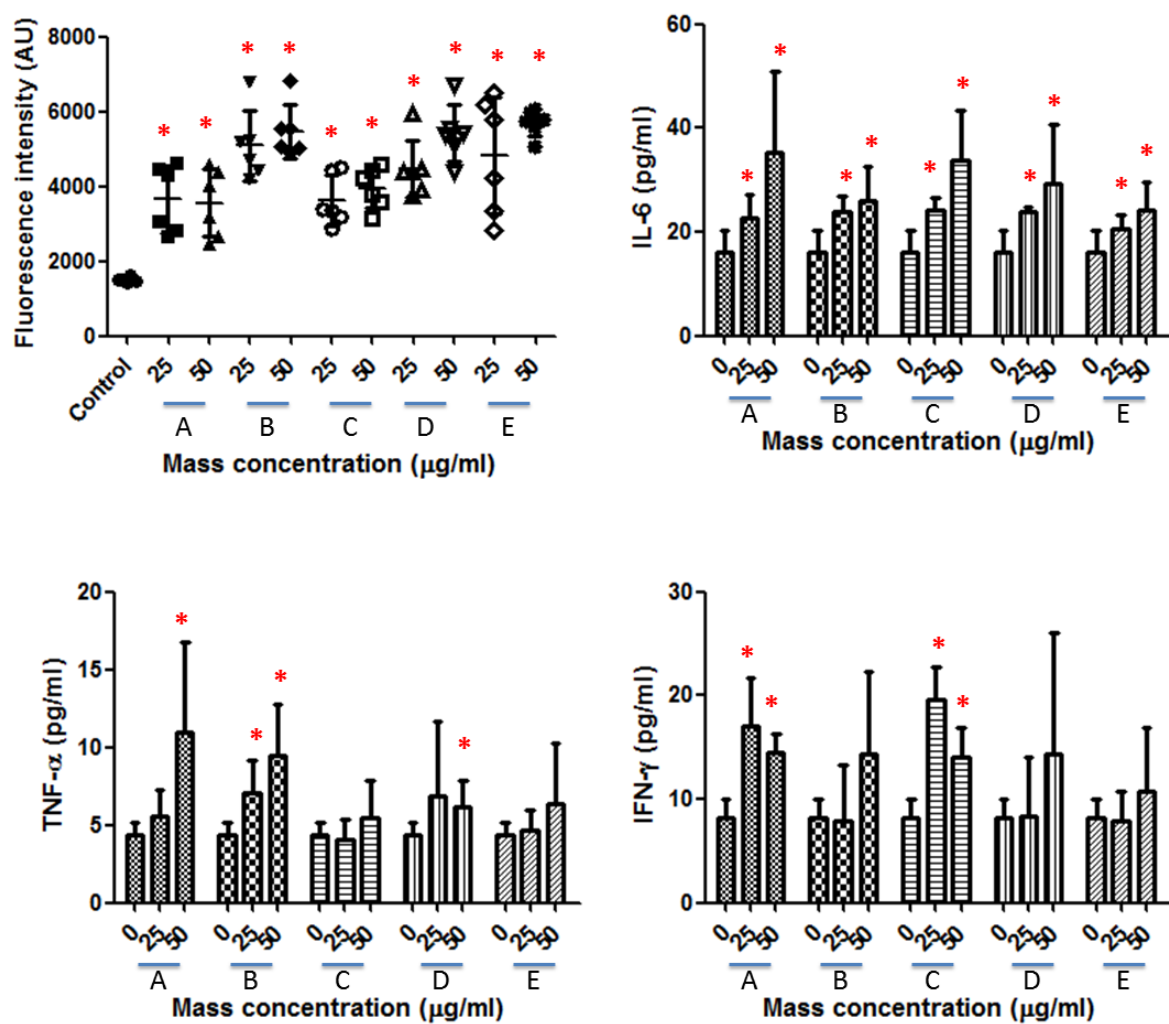 Fluorescence intensity (AU)
8000
6000
4000
2000
0
* * * * * * * * * *
Control 25 50 25 50 25 50 25 50 25 50
A B C D E
Mass concentration (μg/ml)
IL-6 (pg/ml)
60
40
20
0
* * * * * * * * * *
0 25 50 0 25 50 0 25 50 0 25 50 0 25 50
A B C D E
Mass concentration (μg/ml)
TNF-α (pg/ml)
20
15
10
5
0
* * * *
0 25 50 0 25 50 0 25 50 0 25 50 0 25 50
A B C D E
Mass concentration (μg/ml)
IFN-γ (pg/ml)
30
20
10
0
* * * *
0 25 50 0 25 50 0 25 50 0 25 50 0 25 50
A B C D E
Mass concentration (μg/ml)